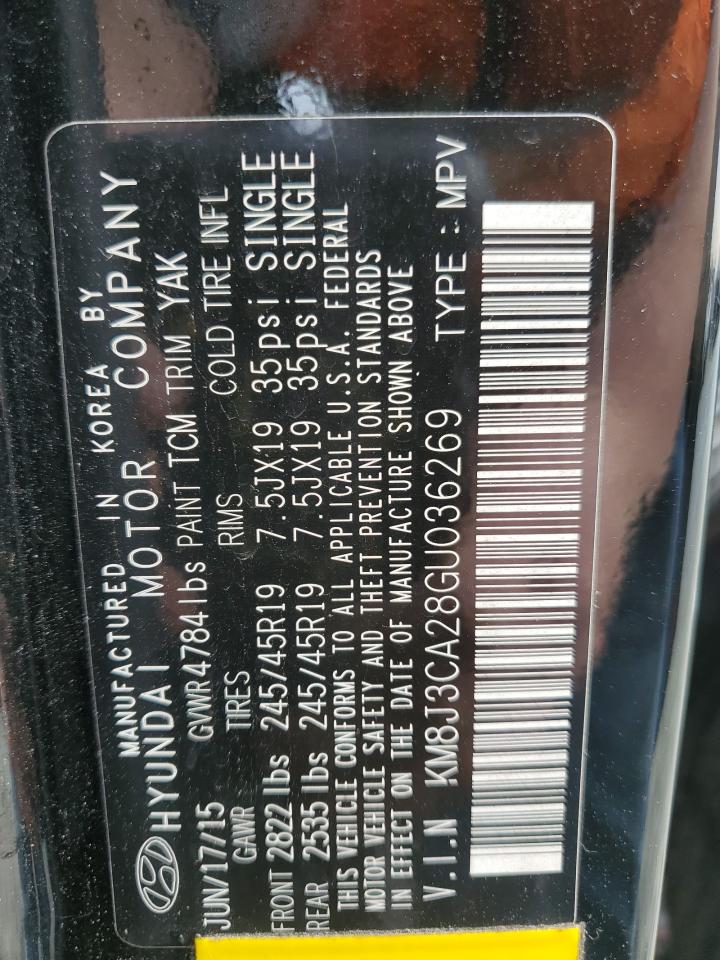 MANUFACTURED IN KOREA BY
HYUNDAI MOTOR COMPANY
JUN/17/15 GVWR 4784 lbs PAINT TCM TRIM YAK
GAWR TIRES RIMS COLD TIRE INFL
FRONT 2822 lbs 245/45R19 7.5JX19 35psi SINGLE
REAR 2535 lbs 245/45R19 7.5JX19 35psi SINGLE
THIS VEHICLE CONFORMS TO ALL APPLICABLE U.S.A. FEDERAL
MOTOR VEHICLE SAFETY AND THEFT PREVENTION STANDARDS
IN EFFECT ON THE DATE OF MANUFACTURE SHOWN ABOVE
V.I.N KM8J3CA28GU036269 TYPE : MPV